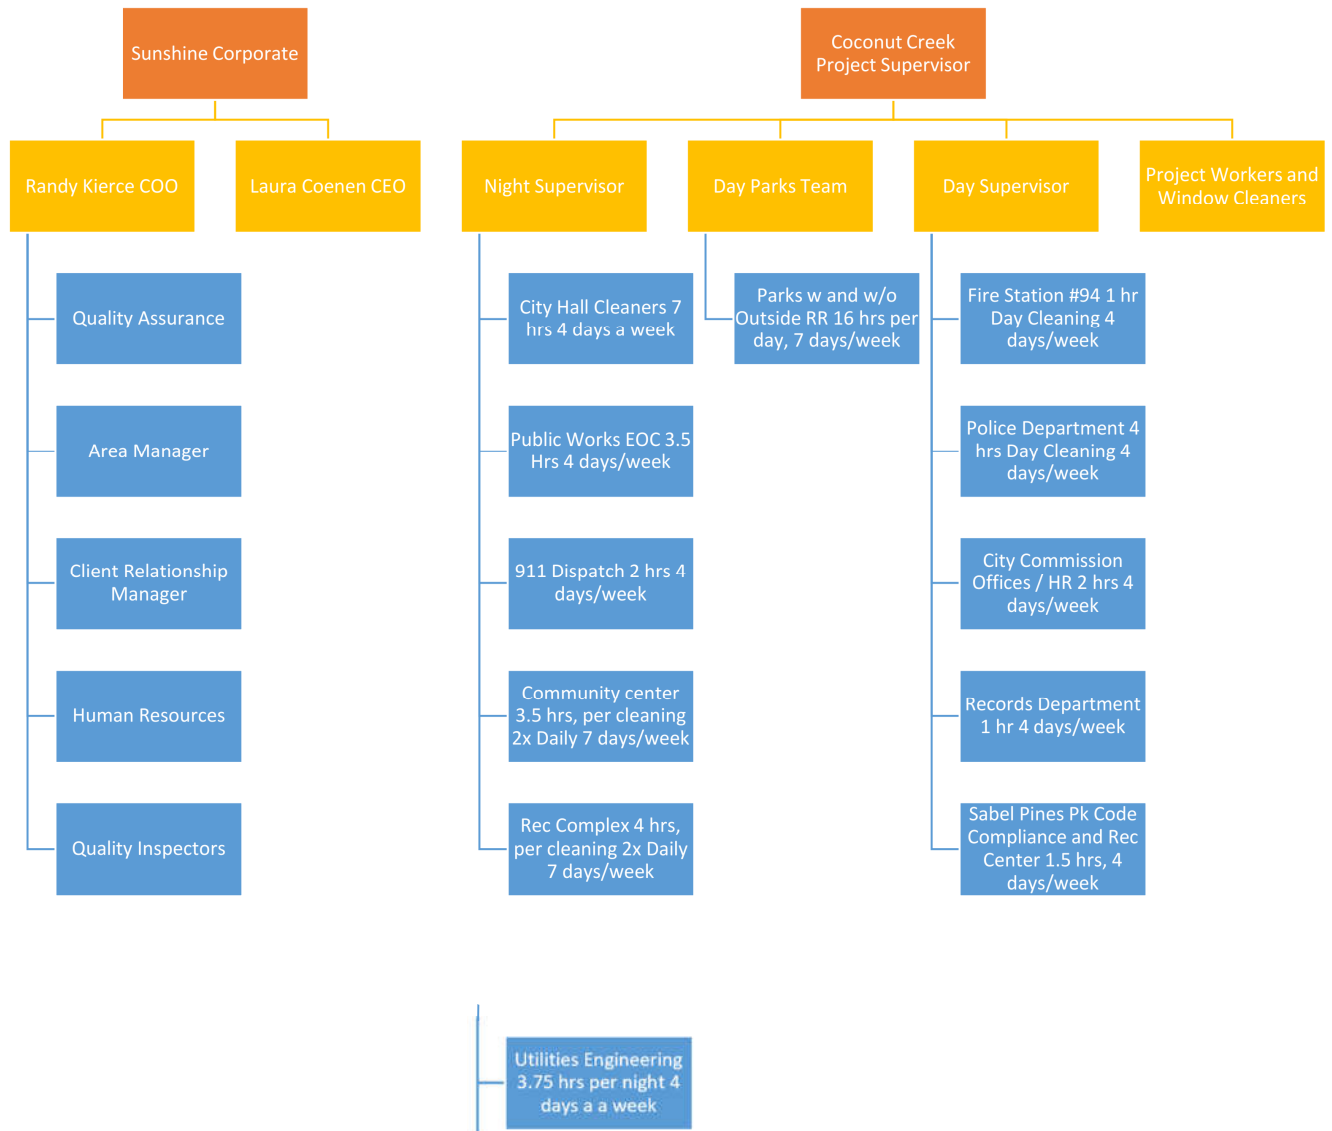 Sunshine Corporate
Coconut Creek
Project Supervisor
Randy Kierce COO
Laura Coenen CEO
Night Supervisor
Day Parks Team
Day Supervisor
Project Workers and
Window Cleaners
Quality Assurance
Area Manager
Client Relationship
Manager
Human Resources
Quality Inspectors
City Hall Cleaners 7
hrs 4 days a week
Public Works EOC 3.5
Hrs 4 days/week
911 Dispatch 2 hrs 4
days/week
Community center
3.5 hrs, per cleaning
2x Daily 7 days/week
Rec Complex 4 hrs,
per cleaning 2x Daily
7 days/week
Utilities Engineering
3.75 hrs per night 4
days a a week
Parks w and w/o
Outside RR 16 hrs per
day, 7 days/week
Fire Station #94 1 hr
Day Cleaning 4
days/week
Police Department 4
hrs Day Cleaning 4
days/week
City Commission
Offices / HR 2 hrs 4
days/week
Records Department
1 hr 4 days/week
Sabel Pines Pk Code
Compliance and Rec
Center 1.5 hrs, 4
days/week